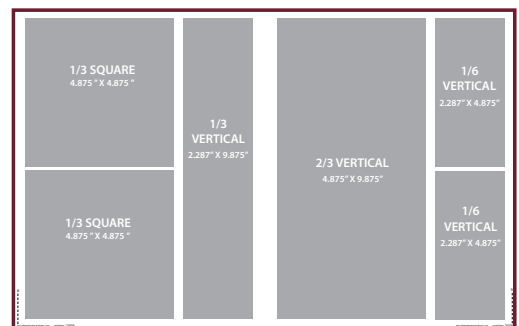 1/3 SQUARE
4.875 " X 4.875 "
1/3 SQUARE
4.875 " X 4.875 "
1/3
VERTICAL
2.287" X 9.875"
2/3 VERTICAL
4.875" X 9.875"
1/6
VERTICAL
2.287" X 4.875"
1/6
VERTICAL
2.287" X 4.875"